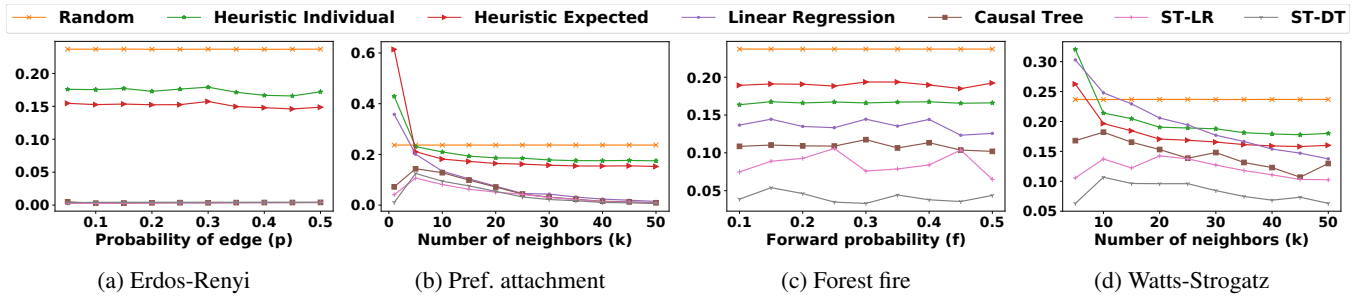 Random Heuristic Individual Heuristic Expected Linear Regression Causal Tree ST-LR ST-DT
0.20
0.15
0.10
0.05
0.00
0.1 0.2 0.3 0.4 0.5
Probability of edge (p)
(a) Erdos-Renyi
0.6
0.4
0.2
0.0
0 10 20 30 40 50
Number of neighbors (k)
(b) Pref. attachment
0.20
0.15
0.10
0.05
0.1 0.2 0.3 0.4 0.5
Forward probability (f)
(c) Forest fire
0.30
0.25
0.20
0.15
0.10
0.05
10 20 30 40 50
Number of neighbors (k)
(d) Watts-Strogatz